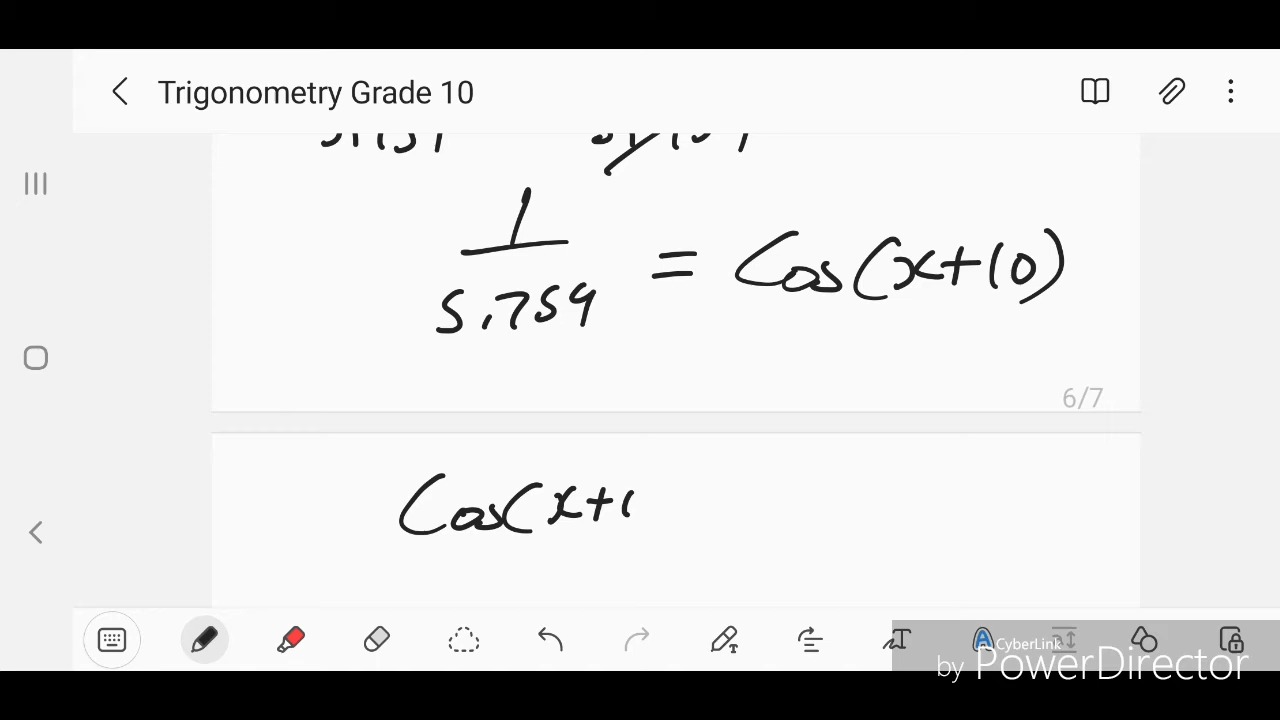 Trigonometry Grade 10
1
5.759
= Cos(x+10)
6/7
Cos(x+1
CyberLink
by PowerDirector